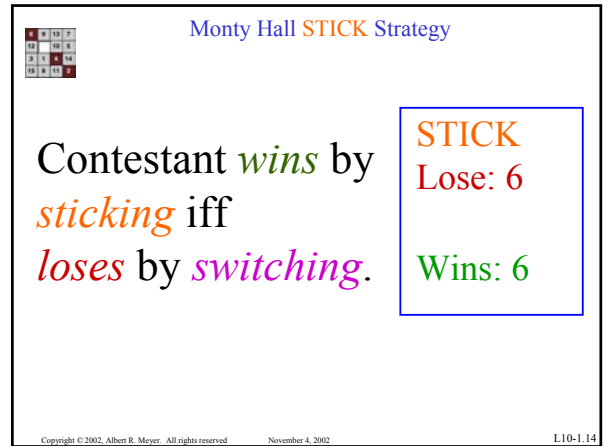 Monty Hall STICK Strategy
Contestant wins by
sticking iff
loses by switching.
STICK
Lose: 6
Wins: 6
Copyright © 2002, Albert R. Meyer. All rights reserved
November 4, 2002
L10-1.14